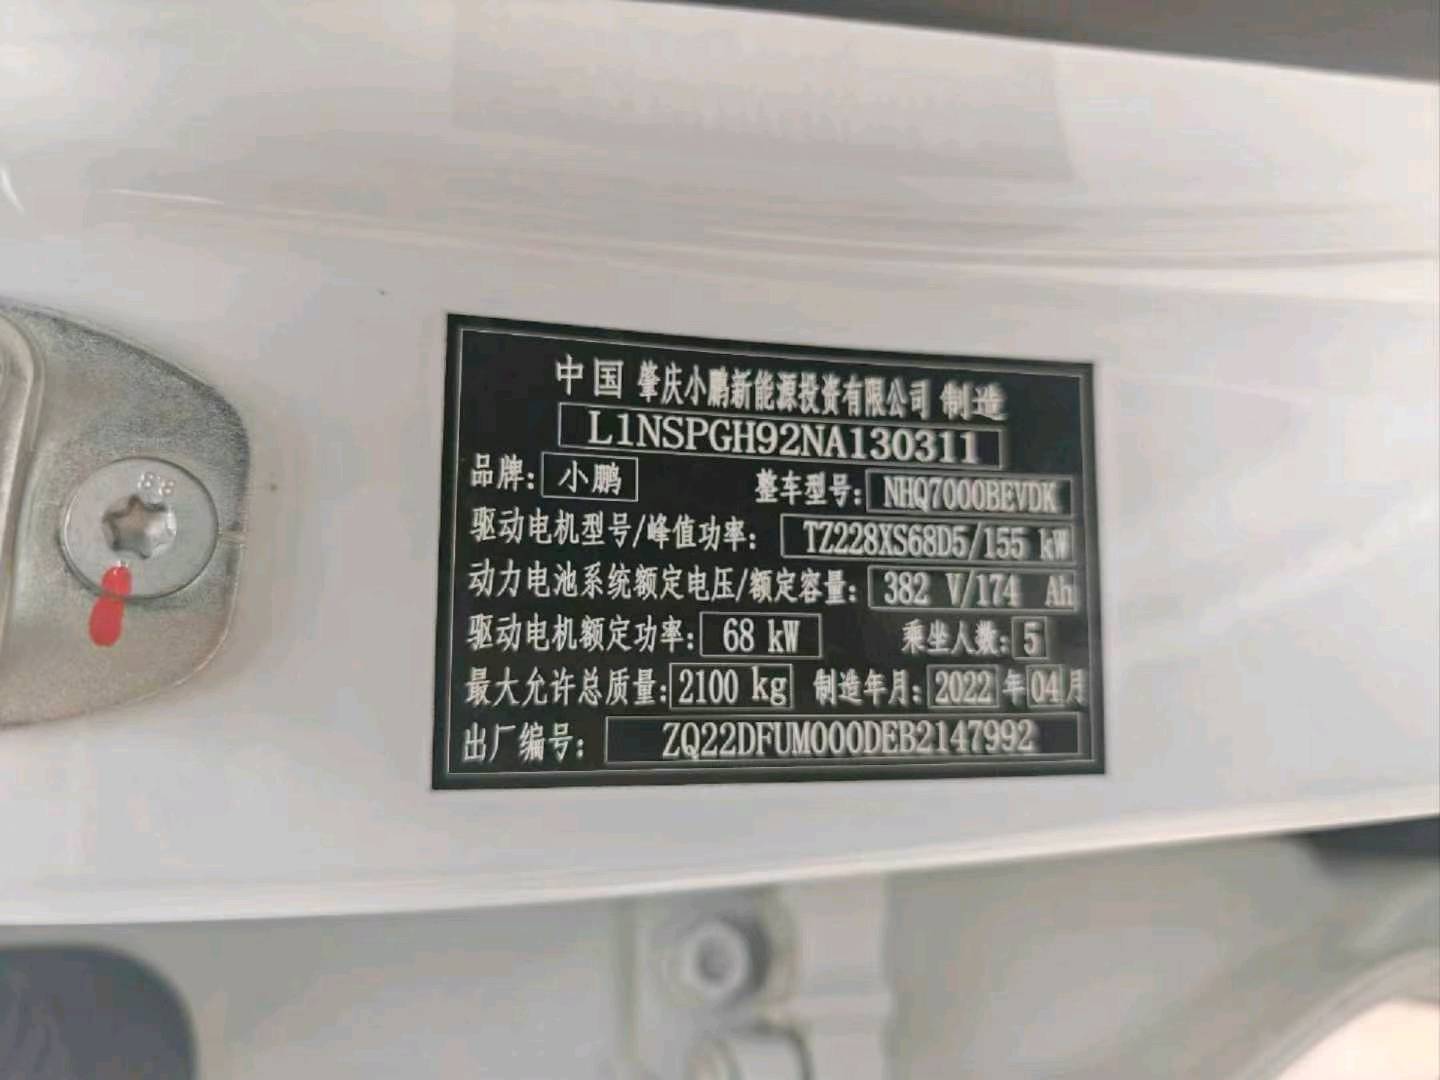 中国 肇庆小鹏新能源投资有限公司 制造
L1NSPGH92NA130311
品牌: 小鹏 整车型号: NHQ7000BEVDK
驱动电机型号/峰值功率: TZ228XS68D5/155 kW
动力电池系统额定电压/额定容量: 382 V/174 Ah
驱动电机额定功率: 68 kW 乘坐人数: 5
最大允许总质量: 2100 kg 制造年月: 2022 年 04 月
出厂编号: ZQ22DFUM000DEB2147992